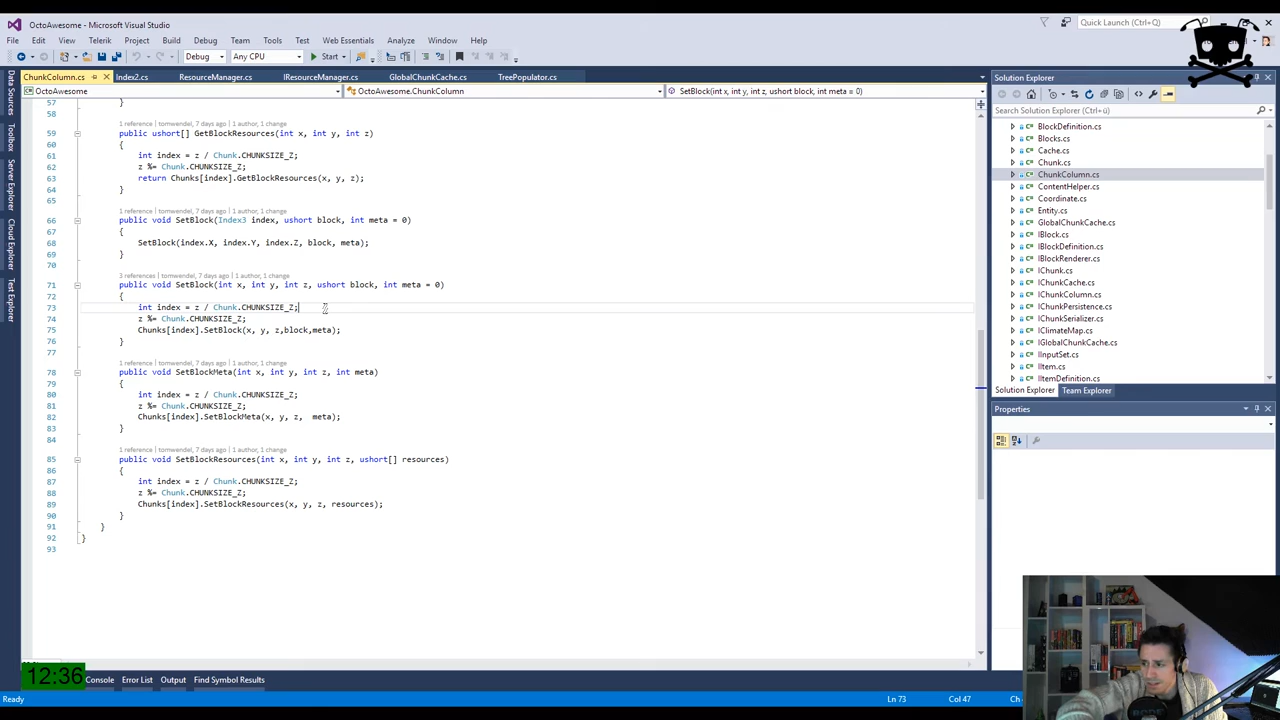 OctoAwesome - Microsoft Visual Studio
Quick Launch (Ctrl+Q)
File Edit View Telerik Project Build Debug Team Tools Test Web Essentials Analyze Window Help
Debug Any CPU Start
ChunkColumn.cs Index2.cs ResourceManager.cs IResourceManager.cs GlobalChunkCache.cs TreePopulator.cs
OctoAwesome OctoAwesome.ChunkColumn SetBlock(int x, int y, int z, ushort block, int meta = 0)
Data Sources
Toolbox
Server Explorer
Cloud Explorer
Test Explorer
57 }
58
1 reference | tomwendel, 7 days ago | 1 author, 1 change
59 public ushort[] GetBlockResources(int x, int y, int z)
60 {
61 int index = z / Chunk.CHUNKSIZE_Z;
62 z %= Chunk.CHUNKSIZE_Z;
63 return Chunks[index].GetBlockResources(x, y, z);
64 }
65
1 reference | tomwendel, 7 days ago | 1 author, 1 change
66 public void SetBlock(Index3 index, ushort block, int meta = 0)
67 {
68 SetBlock(index.X, index.Y, index.Z, block, meta);
69 }
70
3 references | tomwendel, 7 days ago | 1 author, 1 change
71 public void SetBlock(int x, int y, int z, ushort block, int meta = 0)
72 {
73 int index = z / Chunk.CHUNKSIZE_Z;
74 z %= Chunk.CHUNKSIZE_Z;
75 Chunks[index].SetBlock(x, y, z,block,meta);
76 }
77
1 reference | tomwendel, 7 days ago | 1 author, 1 change
78 public void SetBlockMeta(int x, int y, int z, int meta)
79 {
80 int index = z / Chunk.CHUNKSIZE_Z;
81 z %= Chunk.CHUNKSIZE_Z;
82 Chunks[index].SetBlockMeta(x, y, z,  meta);
83 }
84
1 reference | tomwendel, 7 days ago | 1 author, 1 change
85 public void SetBlockResources(int x, int y, int z, ushort[] resources)
86 {
87 int index = z / Chunk.CHUNKSIZE_Z;
88 z %= Chunk.CHUNKSIZE_Z;
89 Chunks[index].SetBlockResources(x, y, z, resources);
90 }
91 }
92 }
93
Solution Explorer
Search Solution Explorer (Ctrl+ü)
BlockDefinition.cs
Blocks.cs
Cache.cs
Chunk.cs
ChunkColumn.cs
ContentHelper.cs
Coordinate.cs
Entity.cs
GlobalChunkCache.cs
IBlock.cs
IBlockDefinition.cs
IBlockRenderer.cs
IChunk.cs
IChunkCache.cs
IChunkColumn.cs
IChunkPersistence.cs
IChunkSerializer.cs
IClimateMap.cs
IGlobalChunkCache.cs
IInputSet.cs
IItem.cs
IItemDefinition.cs
Solution Explorer Team Explorer
Properties
12:36
Console Error List Output Find Symbol Results
Ready Ln 73 Col 47 Ch